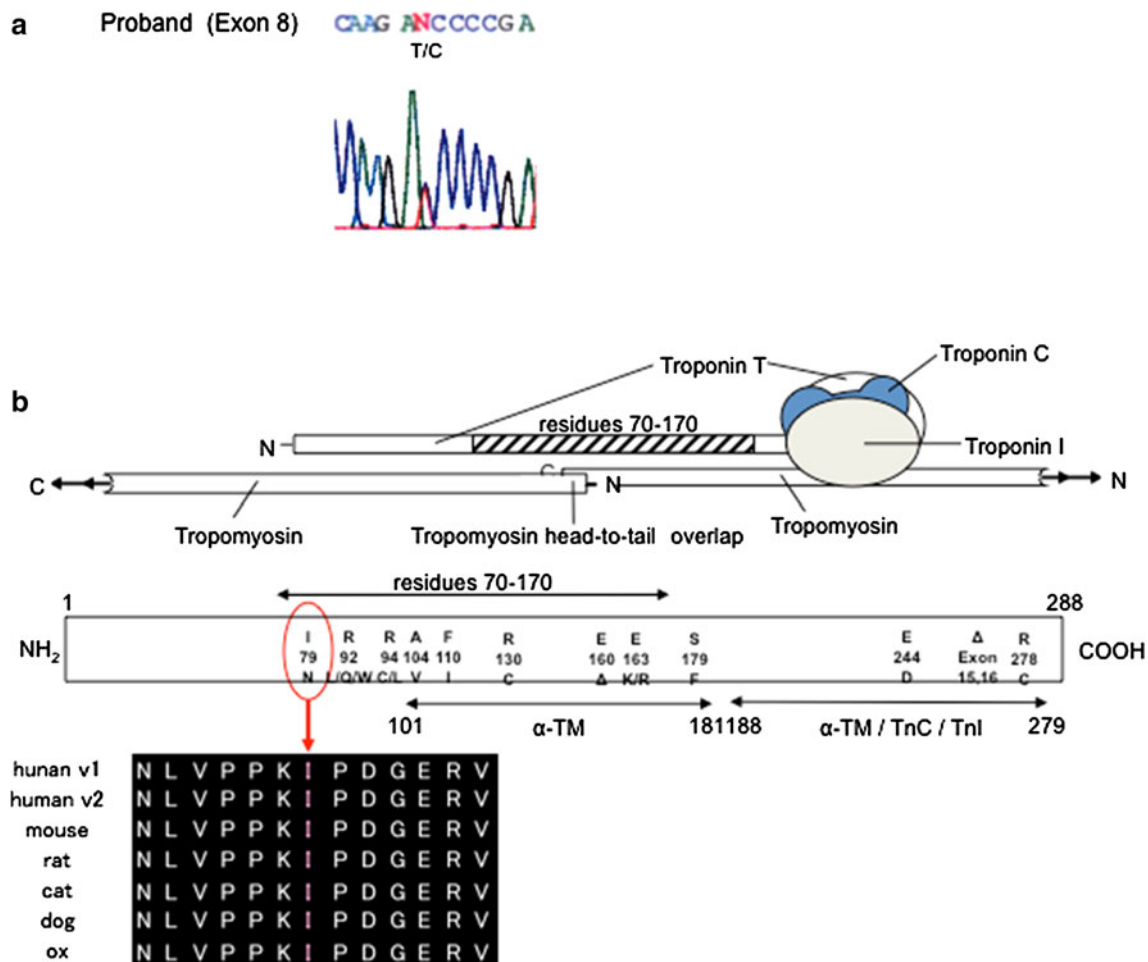 a Proband (Exon 8) CAAG ANCCCCG A
T/C
b
Troponin T
Troponin C
residues 70-170
N
Troponin I
C
C
N
N
Tropomyosin
Tropomyosin head-to-tail overlap
Tropomyosin
residues 70-170
1
288
NH2
COOH
I R R A F R E E S E Δ R
79 92 94 104 110 130 160 163 179 244 Exon 278
N L/Q/W C/L V I C Δ K/R F D 15,16 C
101 α-TM 181 188 α-TM / TnC / TnI 279
hunan v1 N L V P P K I P D G E R V
human v2 N L V P P K I P D G E R V
mouse N L V P P K I P D G E R V
rat N L V P P K I P D G E R V
cat N L V P P K I P D G E R V
dog N L V P P K I P D G E R V
ox N L V P P K I P D G E R V